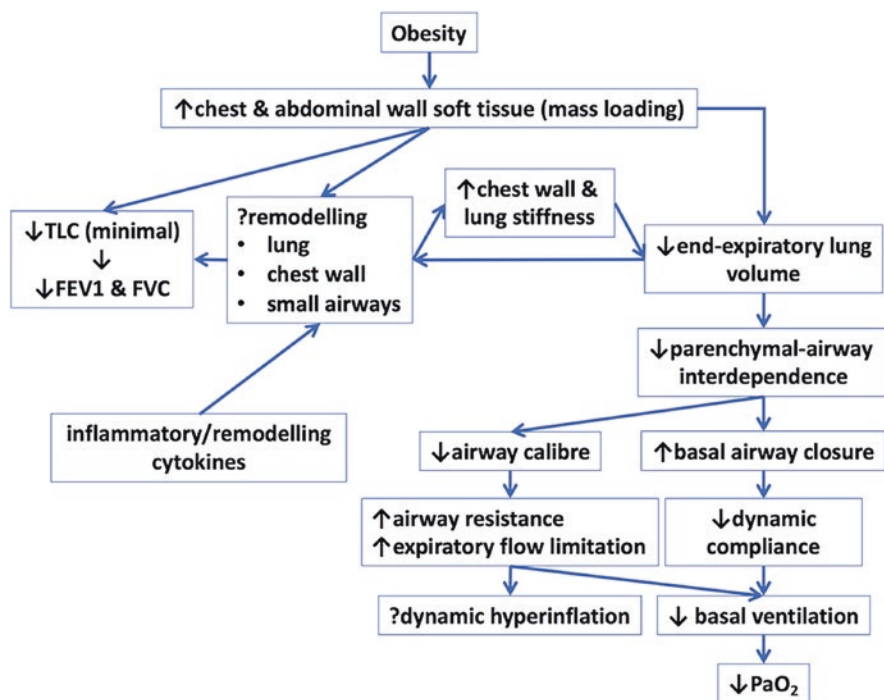 Obesity
↑chest & abdominal wall soft tissue (mass loading)
↑chest wall &
lung stiffness
↓TLC (minimal)
↓
↓FEV1 & FVC
?remodelling
• lung
• chest wall
• small airways
↓end-expiratory lung
volume
↓parenchymal-airway
interdependence
inflammatory/remodelling
cytokines
↓airway calibre
↑basal airway closure
↑airway resistance
↑expiratory flow limitation
↓dynamic
compliance
?dynamic hyperinflation
↓ basal ventilation
↓PaO₂